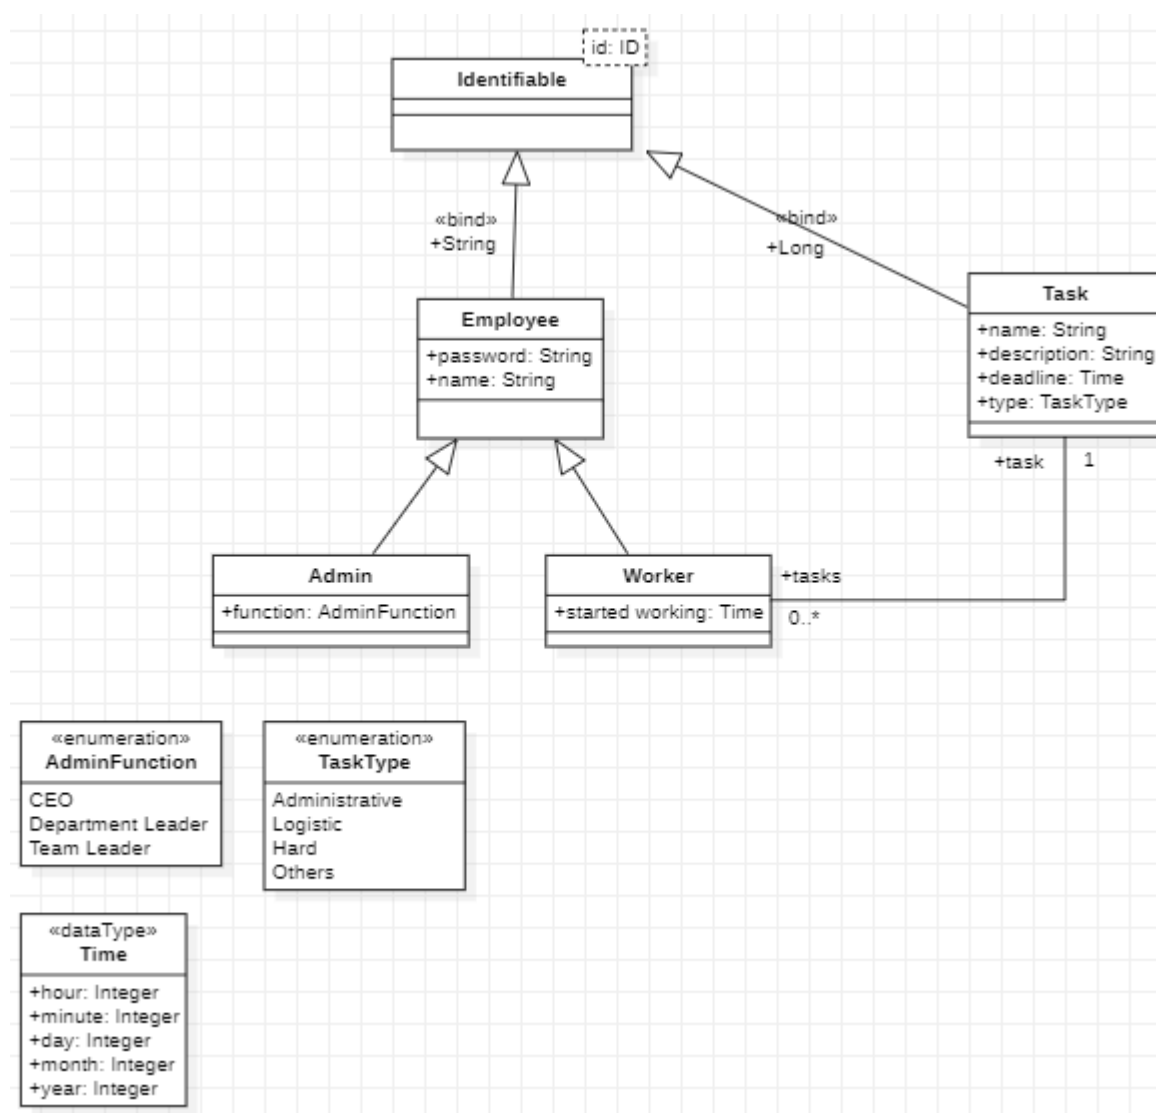 id: ID
Identifiable
«bind»
+String
«bind»
+Long
Employee
+password: String
+name: String
Task
+name: String
+description: String
+deadline: Time
+type: TaskType
+task
1
Admin
+function: AdminFunction
Worker
+started working: Time
+tasks
0..*
«enumeration»
AdminFunction
CEO
Department Leader
Team Leader
«enumeration»
TaskType
Administrative
Logistic
Hard
Others
«dataType»
Time
+hour: Integer
+minute: Integer
+day: Integer
+month: Integer
+year: Integer